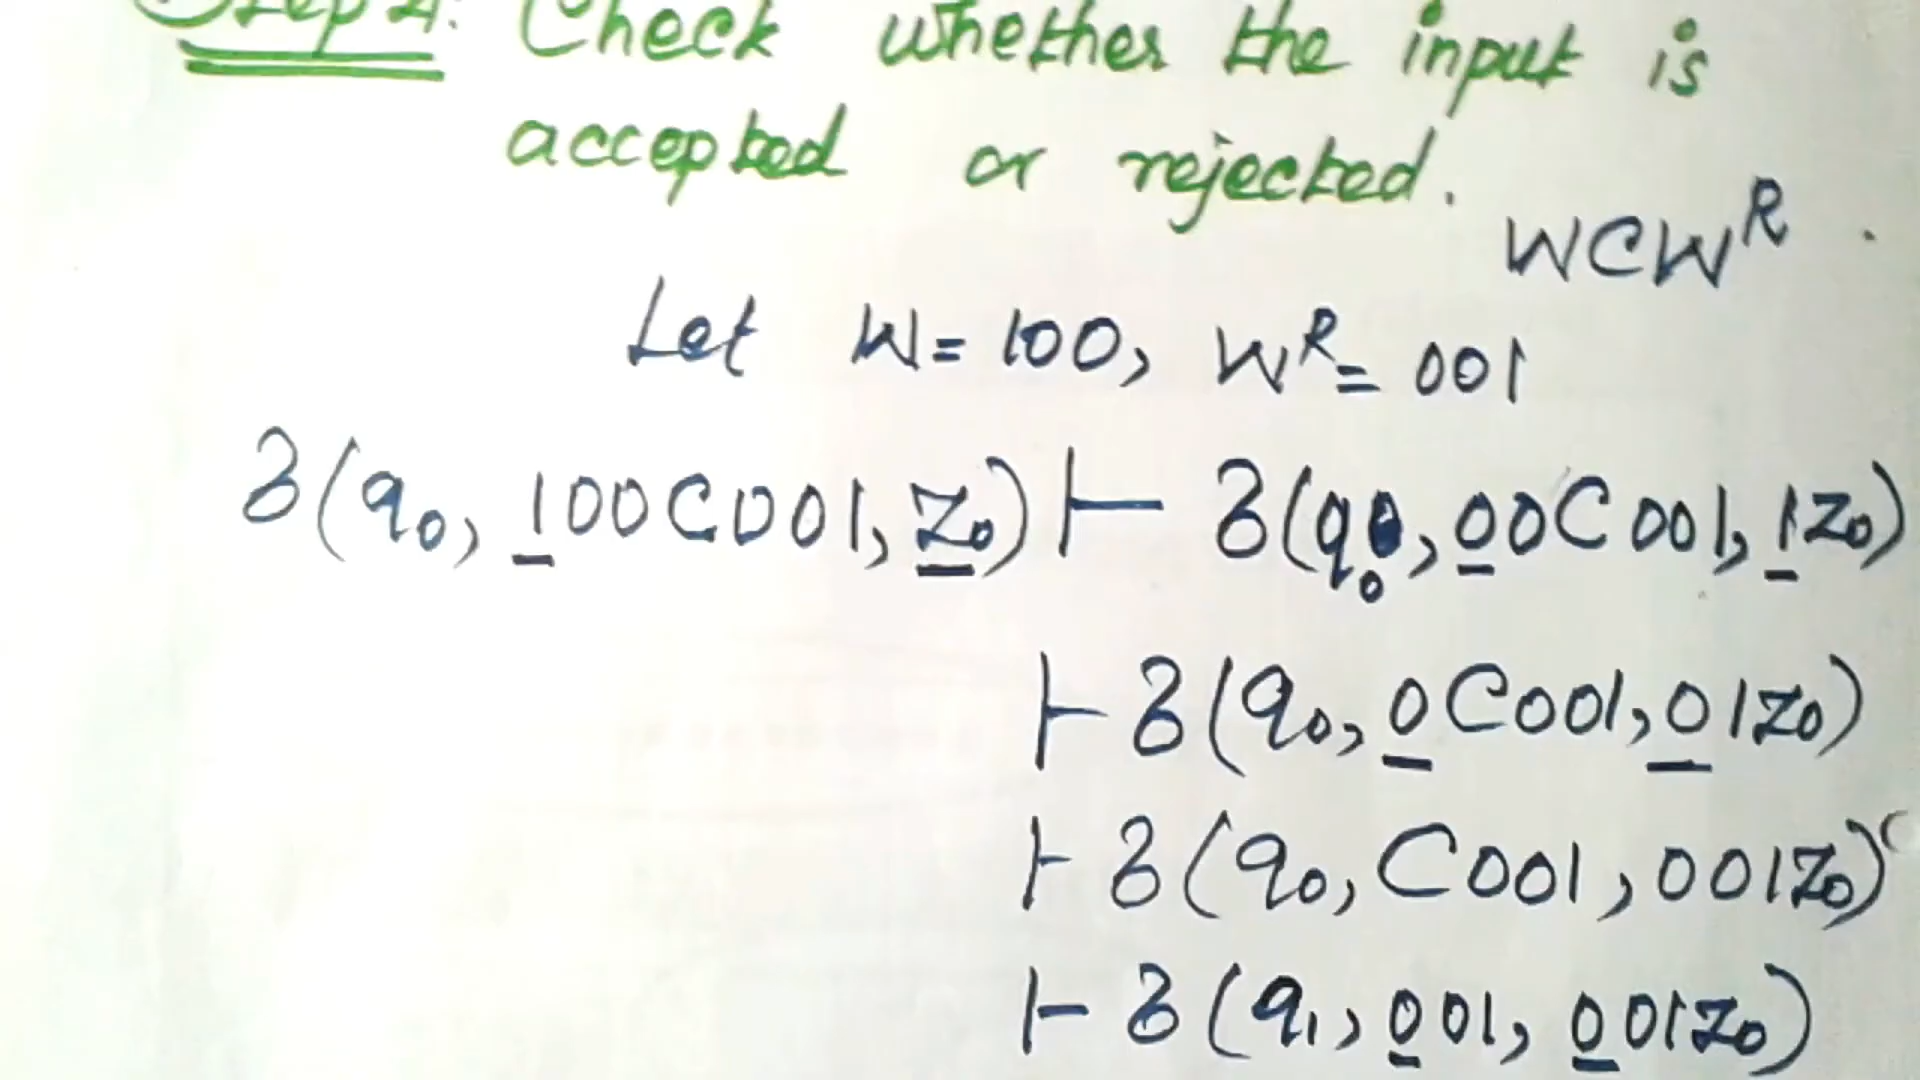 Step 4: Check whether the input is
accepted or rejected.
WCW^R.
Let W = 100, W^R = 001
δ(q₀, 100C001, z₀) ⊢ δ(q₀, 00C001, 1z₀)
⊢ δ(q₀, 0C001, 01z₀)
⊢ δ(q₀, C001, 001z₀)
⊢ δ(q₁, 001, 001z₀)